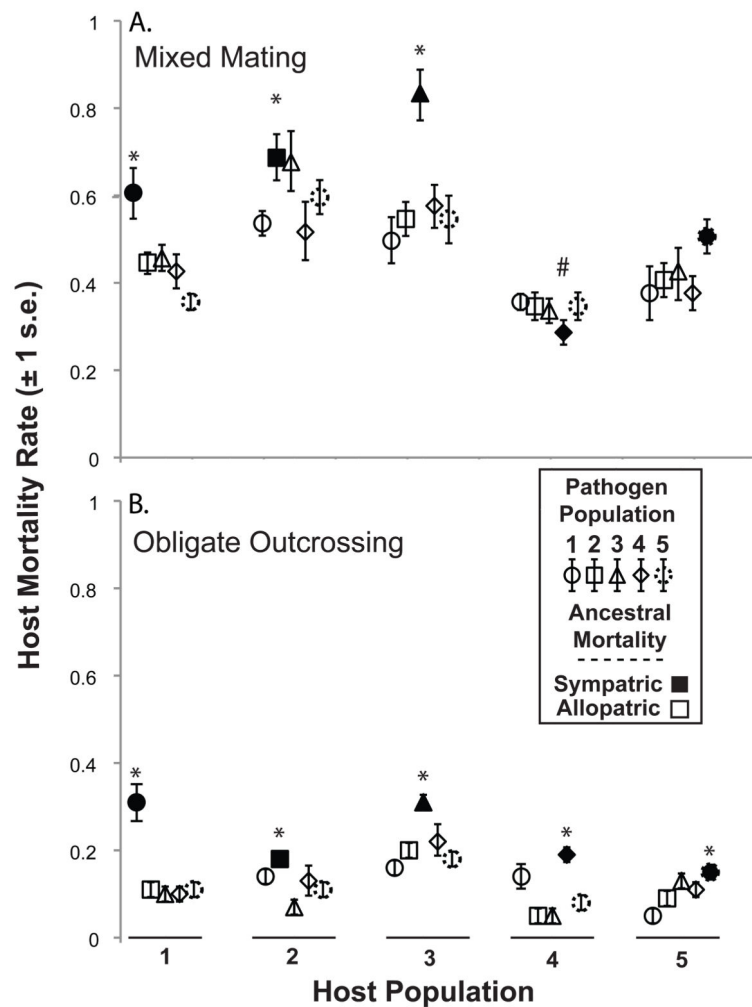 A.
Mixed Mating
1
0.8
0.6
0.4
0.2
0
*
*
*
#
Host Mortality Rate (± 1 s.e.)
B.
Obligate Outcrossing
1
0.8
0.6
0.4
0.2
0
*
*
*
*
*
Pathogen
Population
1 2 3 4 5
Ancestral
Mortality
Sympatric
Allopatric
1 2 3 4 5
Host Population